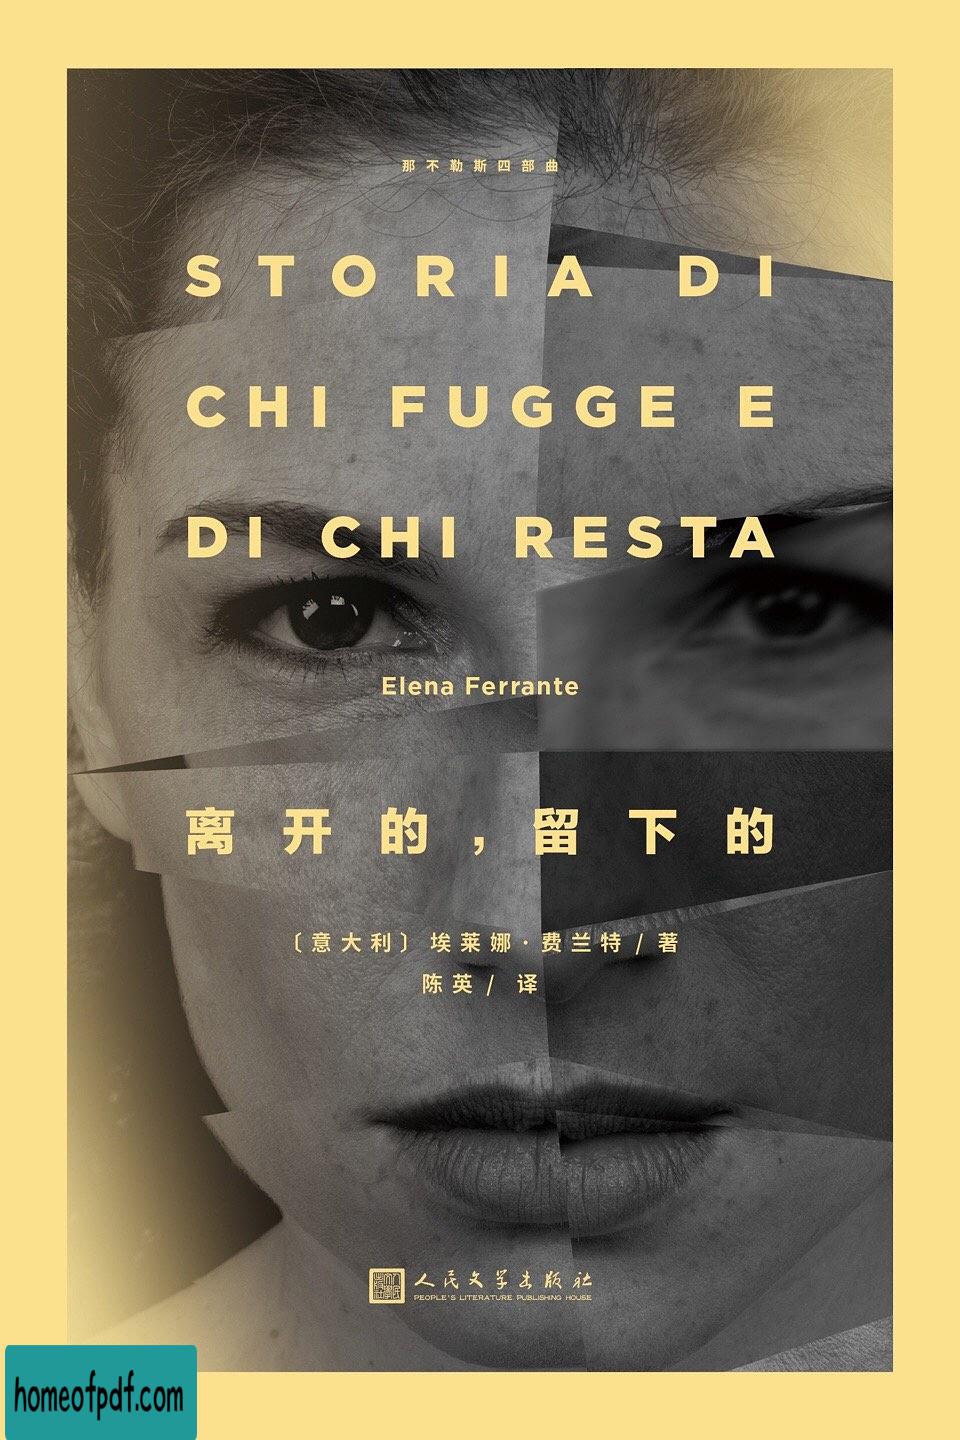 那不勒斯四部曲
STORIA DI
CHI FUGGE E
DI CHI RESTA
Elena Ferrante
离开的，留下的
〔意大利〕埃莱娜·费兰特/著
陈英/ 译
人民文学出版社
PEOPLE'S LITERATURE PUBLISHING HOUSE
homeofpdf.com